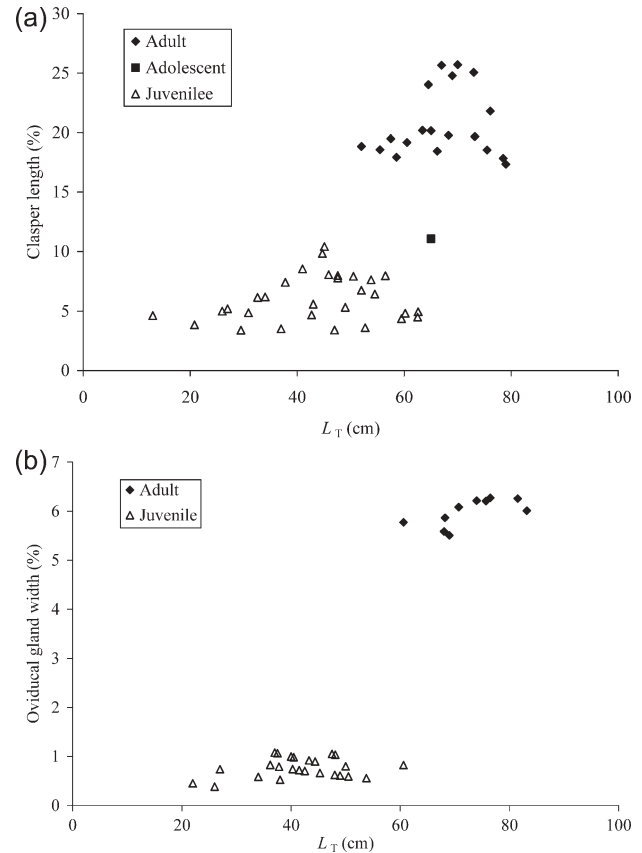 (a)
30
25
20
15
10
5
0
Clasper length (%)
Adult
Adolescent
Juvenilee
0 20 40 60 80 100
L T (cm)
(b)
7
6
5
4
3
2
1
0
Oviducal gland width (%)
Adult
Juvenile
0 20 40 60 80 100
L T (cm)